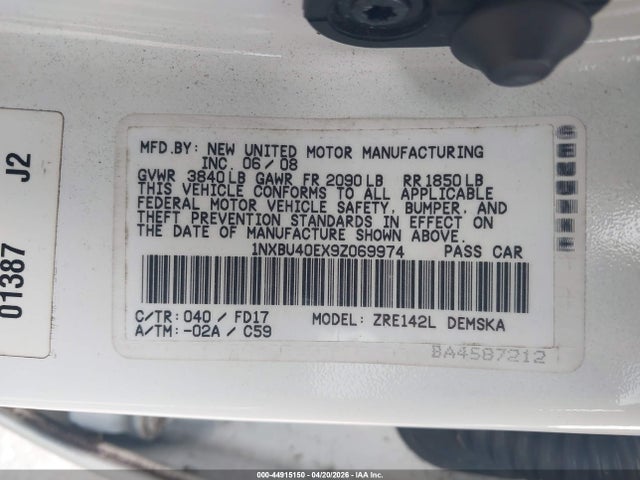 MFD.BY: NEW UNITED MOTOR MANUFACTURING
INC. 06/08
GVWR 3840LB GAWR FR 2090LB RR 1850LB
THIS VEHICLE CONFORMS TO ALL APPLICABLE
FEDERAL MOTOR VEHICLE SAFETY, BUMPER, AND
THEFT PREVENTION STANDARDS IN EFFECT ON
THE DATE OF MANUFACTURE SHOWN ABOVE.
1NXBU40EX9Z069974 PASS CAR
C/TR: 040 / FD17 MODEL: ZRE142L DEMSKA
A/TM: -02A / C59
BA4587212
01387 J2
000-44915150 | 04/20/2026 - IAAI